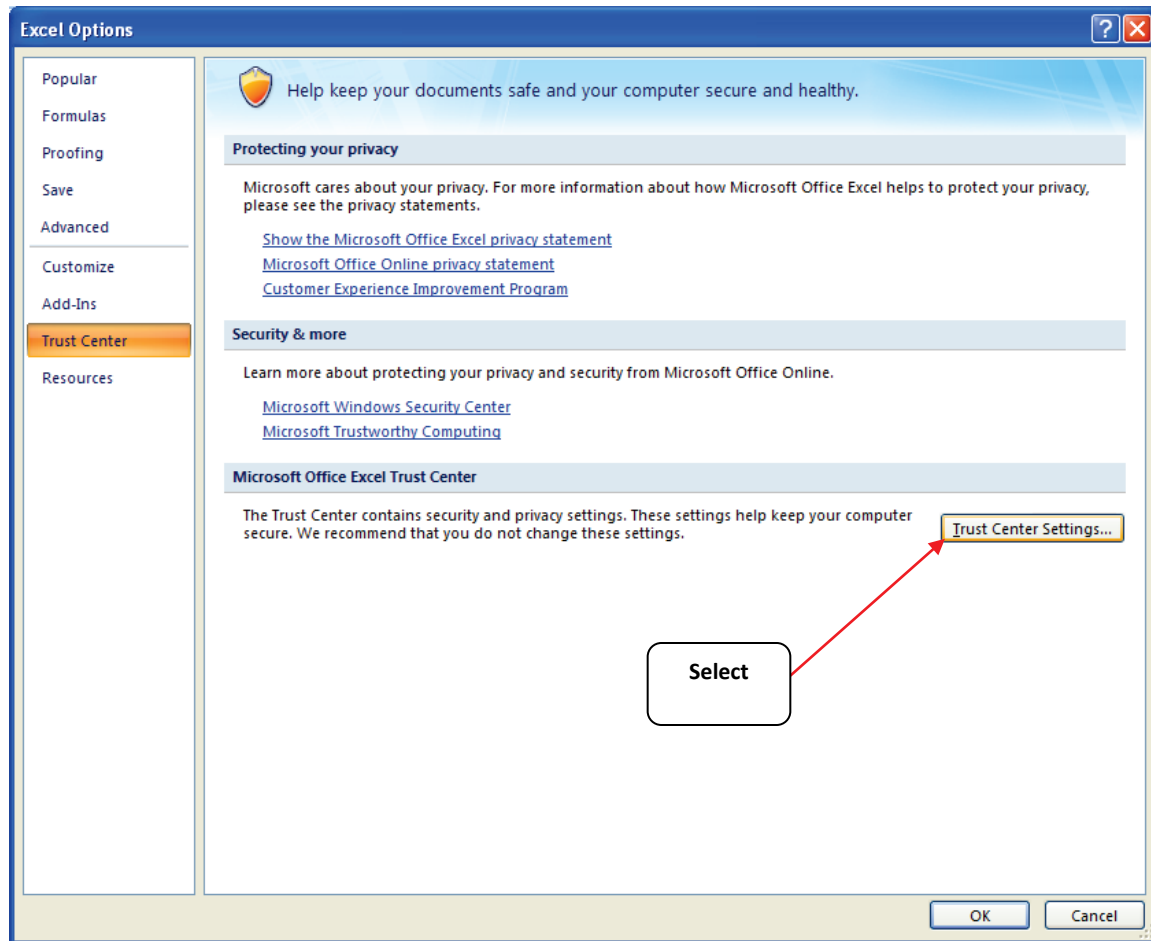 Excel Options
Popular
Formulas
Proofing
Save
Advanced
Customize
Add-Ins
Trust Center
Resources
Help keep your documents safe and your computer secure and healthy.
Protecting your privacy
Microsoft cares about your privacy. For more information about how Microsoft Office Excel helps to protect your privacy,
please see the privacy statements.
Show the Microsoft Office Excel privacy statement
Microsoft Office Online privacy statement
Customer Experience Improvement Program
Security & more
Learn more about protecting your privacy and security from Microsoft Office Online.
Microsoft Windows Security Center
Microsoft Trustworthy Computing
Microsoft Office Excel Trust Center
The Trust Center contains security and privacy settings. These settings help keep your computer
secure. We recommend that you do not change these settings.
Trust Center Settings...
Select
OK
Cancel